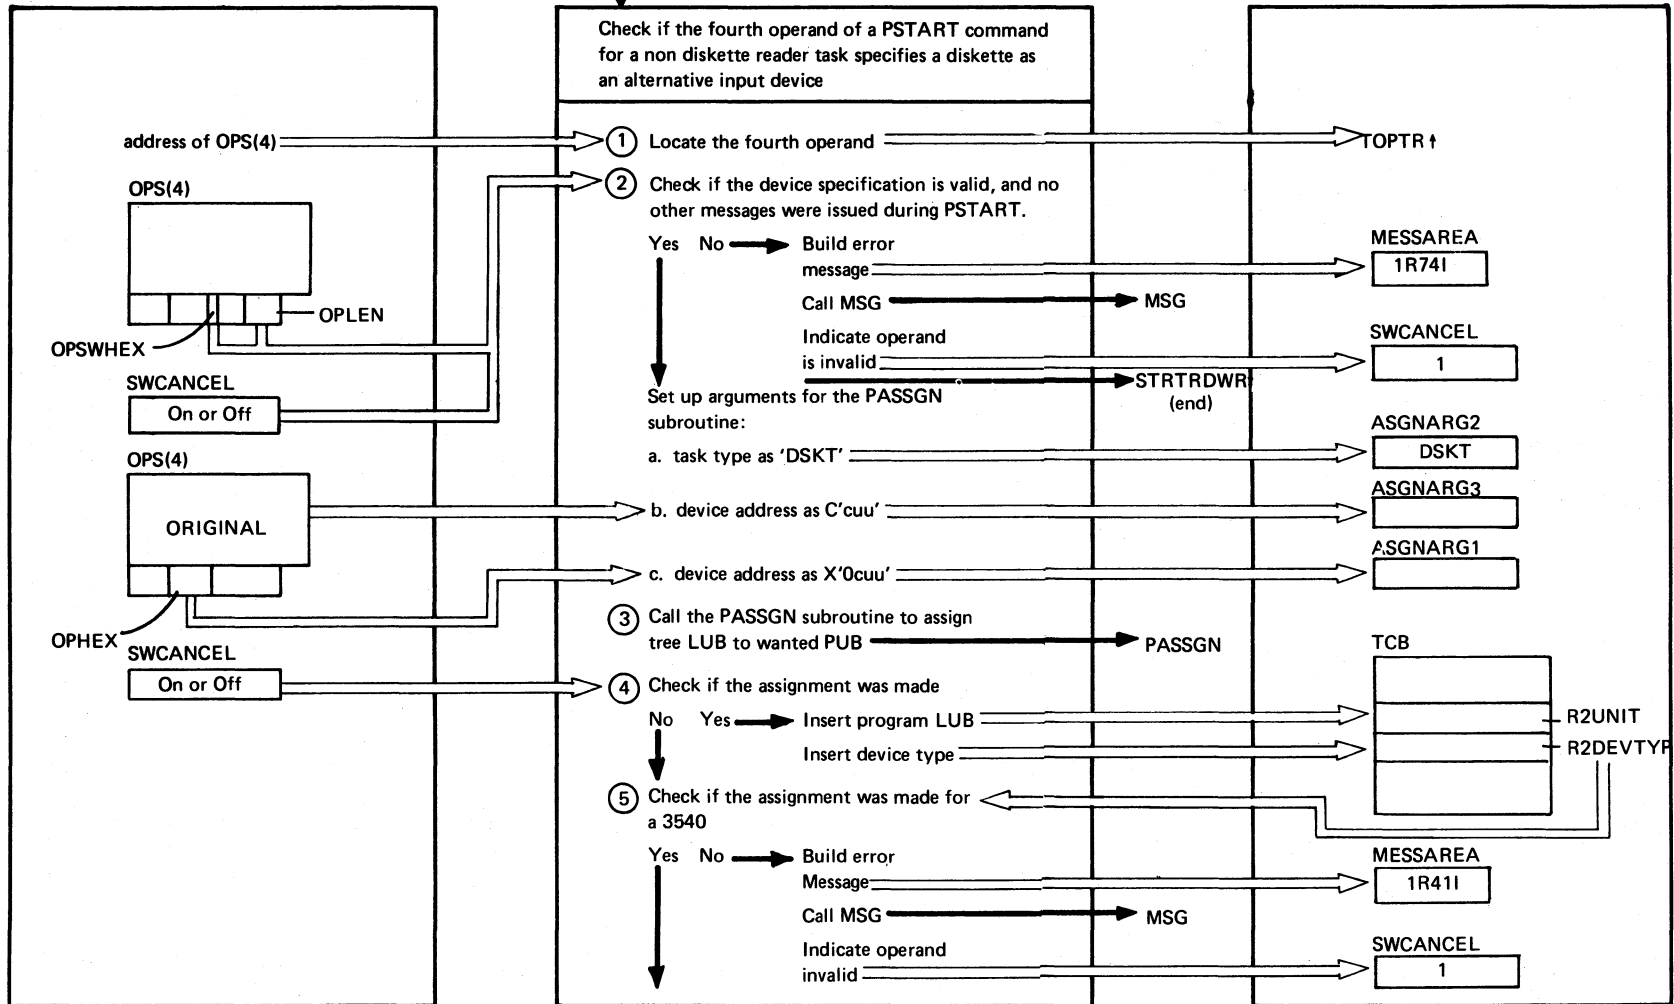 Check if the fourth operand of a PSTART command
for a non diskette reader task specifies a diskette as
an alternative input device
address of OPS(4)
1 Locate the fourth operand
TOPTR
OPS(4)
OPLEN
OPSWHEX
SWCANCEL
On or Off
2 Check if the device specification is valid, and no
other messages were issued during PSTART.
Yes No Build error
message
MESSAREA
1R74I
Call MSG MSG
Indicate operand
is invalid
SWCANCEL
1
STRTRDWR
(end)
Set up arguments for the PASSGN
subroutine:
a. task type as 'DSKT'
ASGNARG2
DSKT
OPS(4)
ORIGINAL
b. device address as C'cuu'
ASGNARG3
c. device address as X'0cuu'
ASGNARG1
OPHEX
3 Call the PASSGN subroutine to assign
tree LUB to wanted PUB PASSGN
SWCANCEL
On or Off
4 Check if the assignment was made
No Yes Insert program LUB
Insert device type
TCB
R2UNIT
R2DEVTYP
5 Check if the assignment was made for
a 3540
Yes No Build error
Message
MESSAREA
1R41I
Call MSG MSG
Indicate operand
invalid
SWCANCEL
1